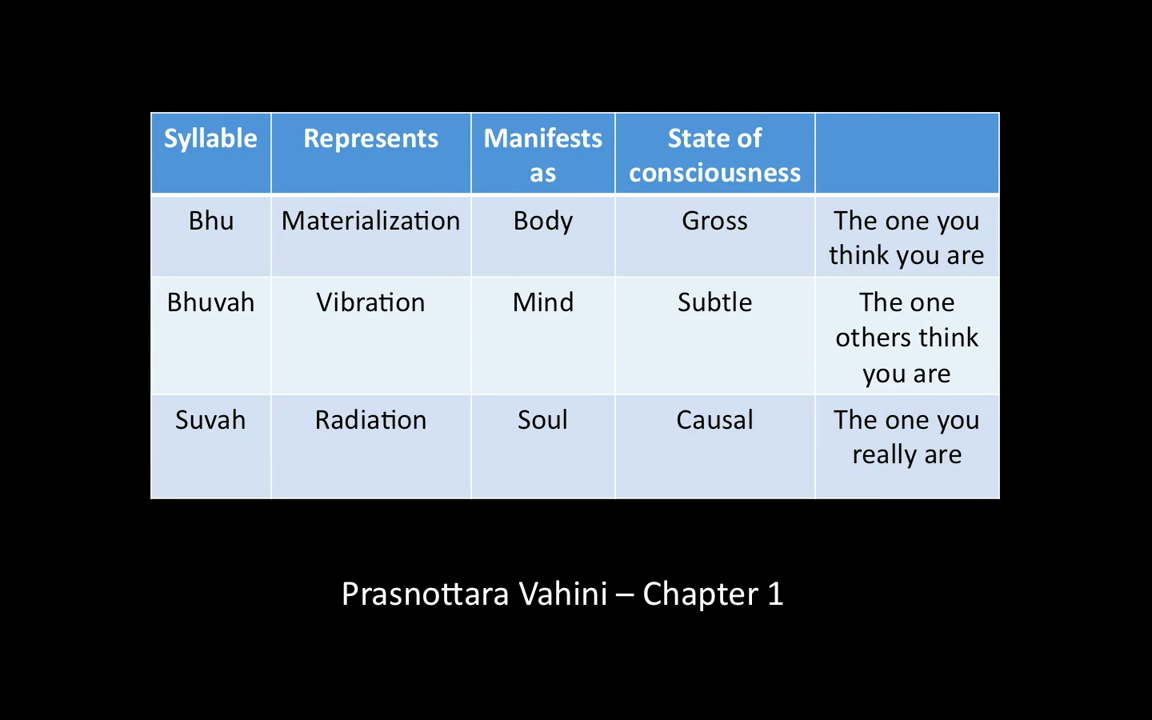 Syllable Represents Manifests as State of consciousness
Bhu Materialization Body Gross The one you think you are
Bhuvah Vibration Mind Subtle The one others think you are
Suvah Radiation Soul Causal The one you really are
Prasnottara Vahini – Chapter 1